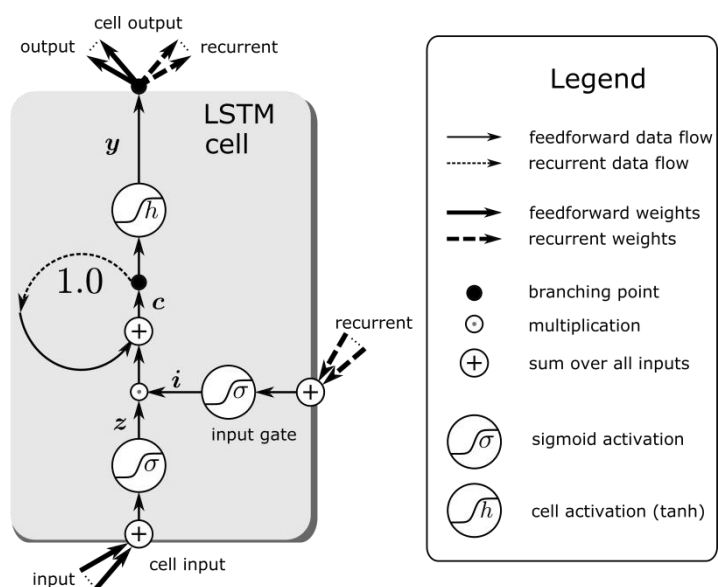 cell output
output
recurrent
LSTM
cell
y
h
1.0
c
+
recurrent
i
σ
+
input gate
z
σ
+
cell input
input
Legend
feedforward data flow
recurrent data flow
feedforward weights
recurrent weights
branching point
multiplication
+ sum over all inputs
σ sigmoid activation
h cell activation (tanh)